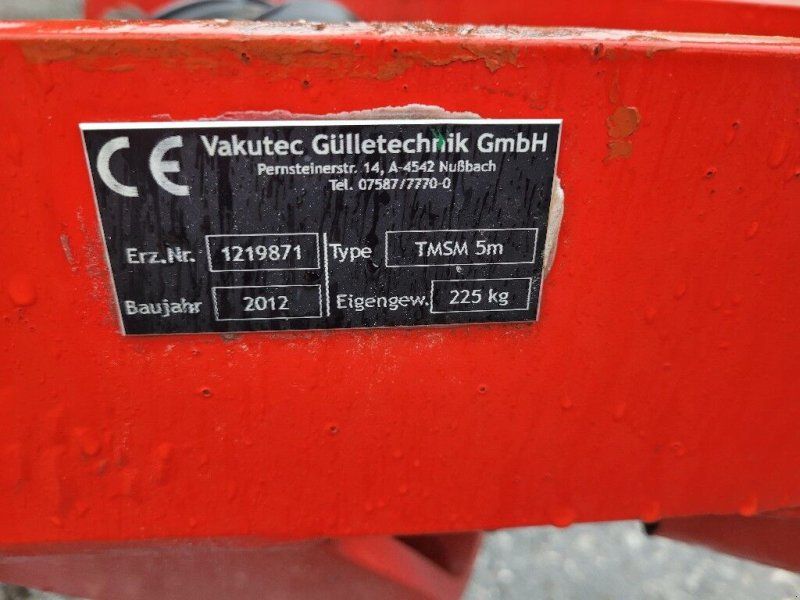 CE Vakutec Gülletechnik GmbH
Pernsteinerstr. 14, A-4542 Nußbach
Tel. 07587/7770-0
Erz.Nr. 1219871 Type TMSM 5m
Baujahr 2012 Eigengew. 225 kg